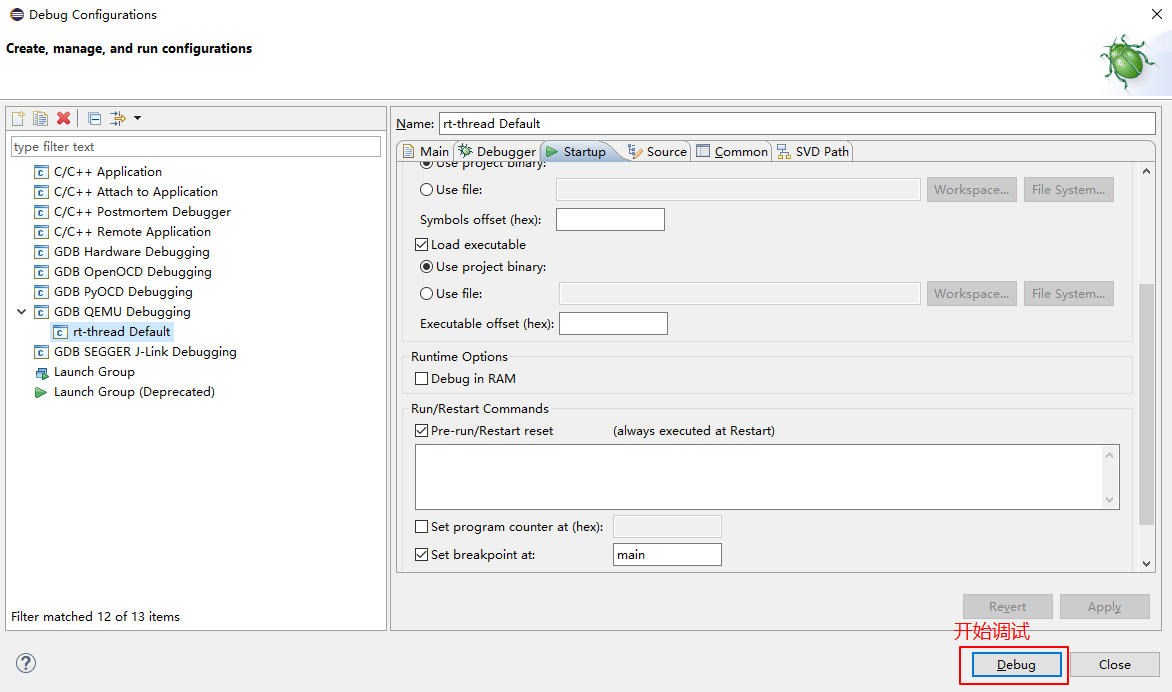 Debug Configurations
Create, manage, and run configurations
type filter text
C/C++ Application
C/C++ Attach to Application
C/C++ Postmortem Debugger
C/C++ Remote Application
GDB Hardware Debugging
GDB OpenOCD Debugging
GDB PyOCD Debugging
GDB QEMU Debugging
rt-thread Default
GDB SEGGER J-Link Debugging
Launch Group
Launch Group (Deprecated)
Filter matched 12 of 13 items
Name: rt-thread Default
Main Debugger Startup Source Common SVD Path
Use project binary:
Use file: Workspace... File System...
Symbols offset (hex):
Load executable
Use project binary:
Use file: Workspace... File System...
Executable offset (hex):
Runtime Options
Debug in RAM
Run/Restart Commands
Pre-run/Restart reset (always executed at Restart)
Set program counter at (hex):
Set breakpoint at: main
Revert Apply
开始调试
Debug Close